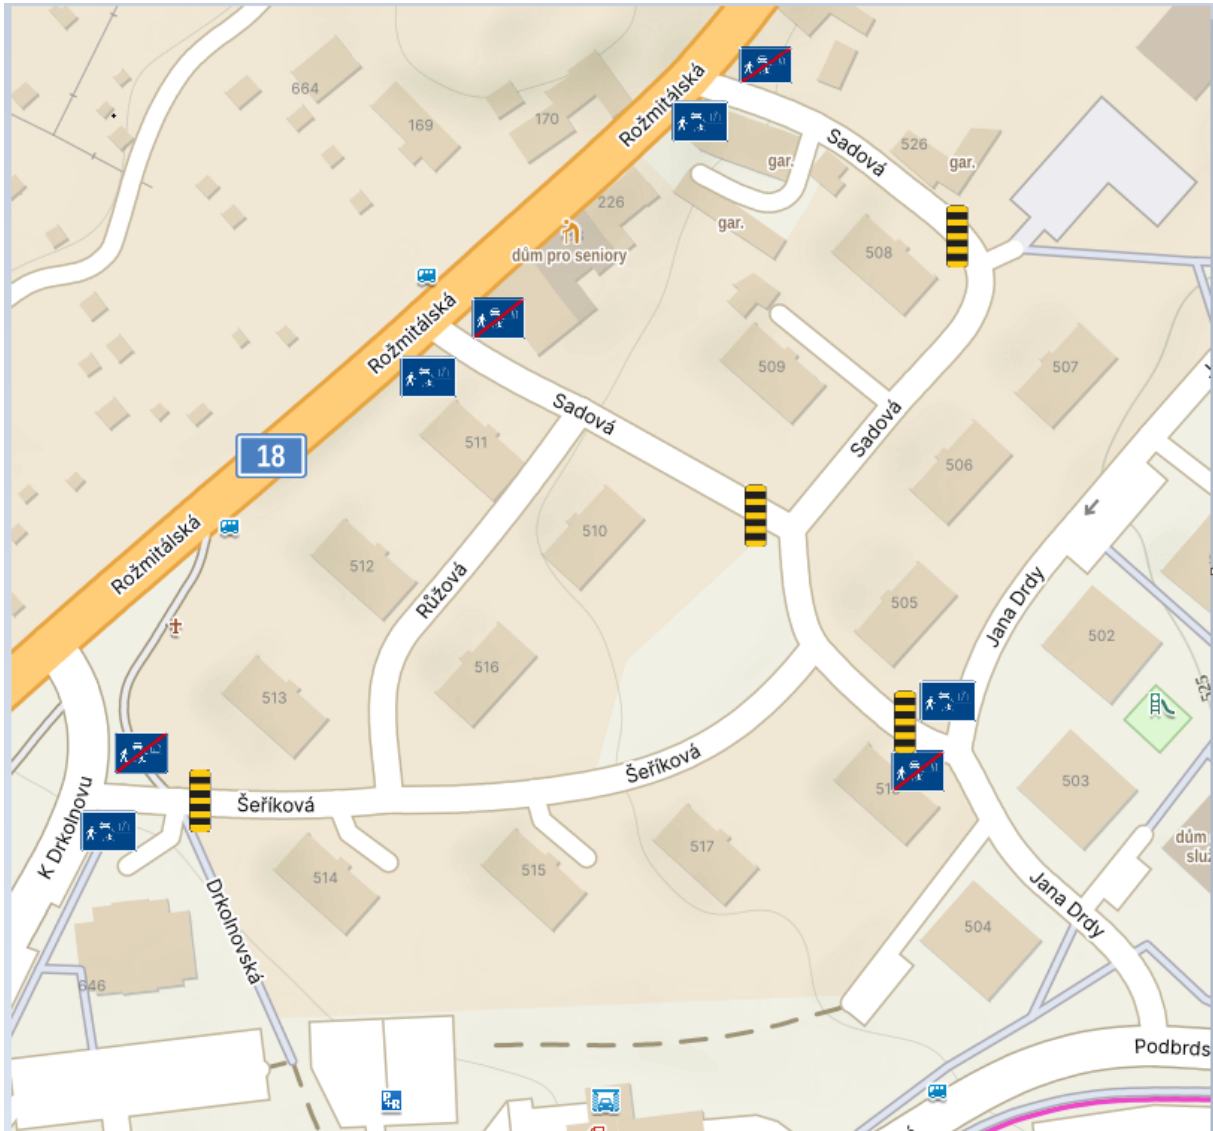 664
169
170
Rožmitálská
Sadová
526
gar.
gar.
226
gar.
dům pro seniory
508
Rožmitálská
509
507
Sadová
Sadová
511
18
506
510
Rožmitálská
512
Růžová
Jana Drdy
505
502
516
513
525
Šeříková
503
K Drkolnovu
Šeříková
517
dům
514
515
Drkolnovská
Jana Drdy
504
646
Podbrds
P+R